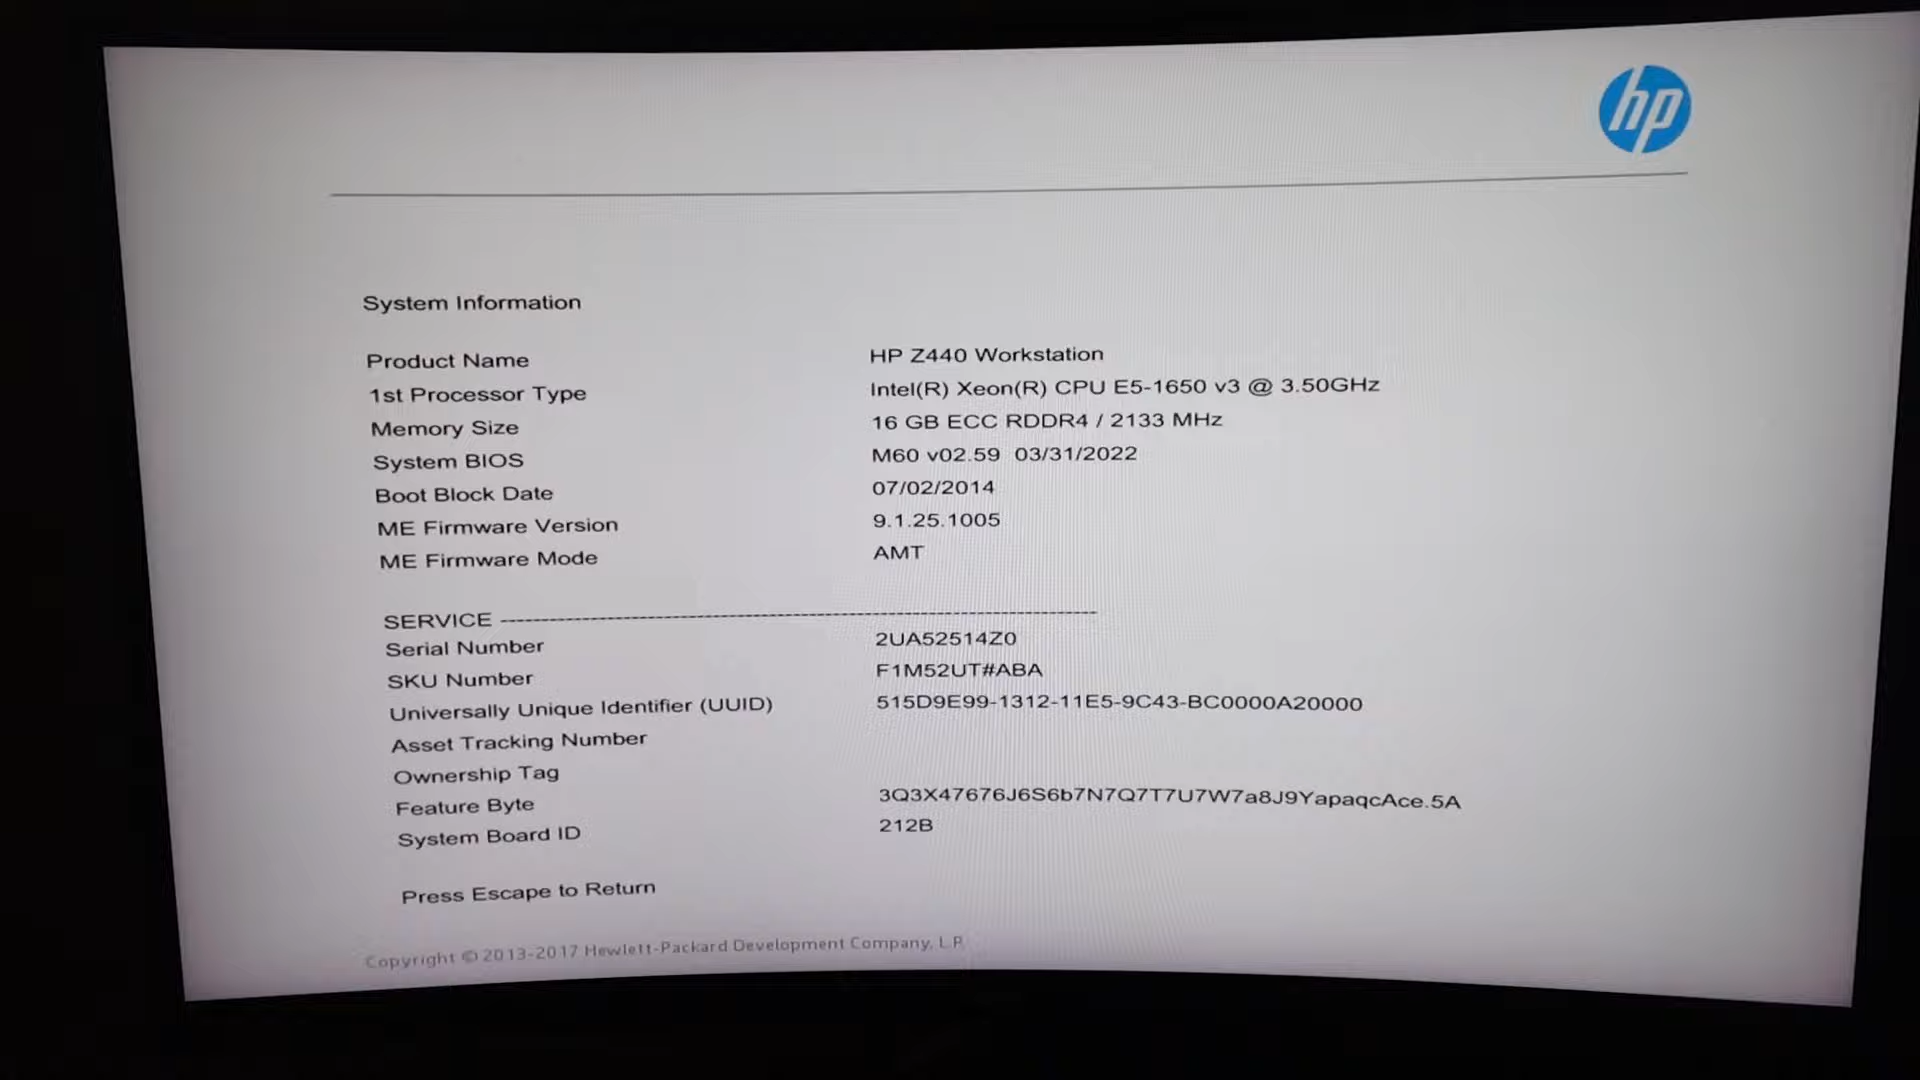 hp
System Information
Product Name HP Z440 Workstation
1st Processor Type Intel(R) Xeon(R) CPU E5-1650 v3 @ 3.50GHz
Memory Size 16 GB ECC RDDR4 / 2133 MHz
System BIOS M60 v02.59 03/31/2022
Boot Block Date 07/02/2014
ME Firmware Version 9.1.25.1005
ME Firmware Mode AMT
SERVICE --------------------------------------------------
Serial Number 2UA52514Z0
SKU Number F1M52UT#ABA
Universally Unique Identifier (UUID) 515D9E99-1312-11E5-9C43-BC0000A20000
Asset Tracking Number
Ownership Tag
Feature Byte 3Q3X47676J6S6b7N7Q7T7U7W7a8J9YapaqcAce.5A
System Board ID 212B
Press Escape to Return
Copyright © 2013-2017 Hewlett-Packard Development Company, L.P.